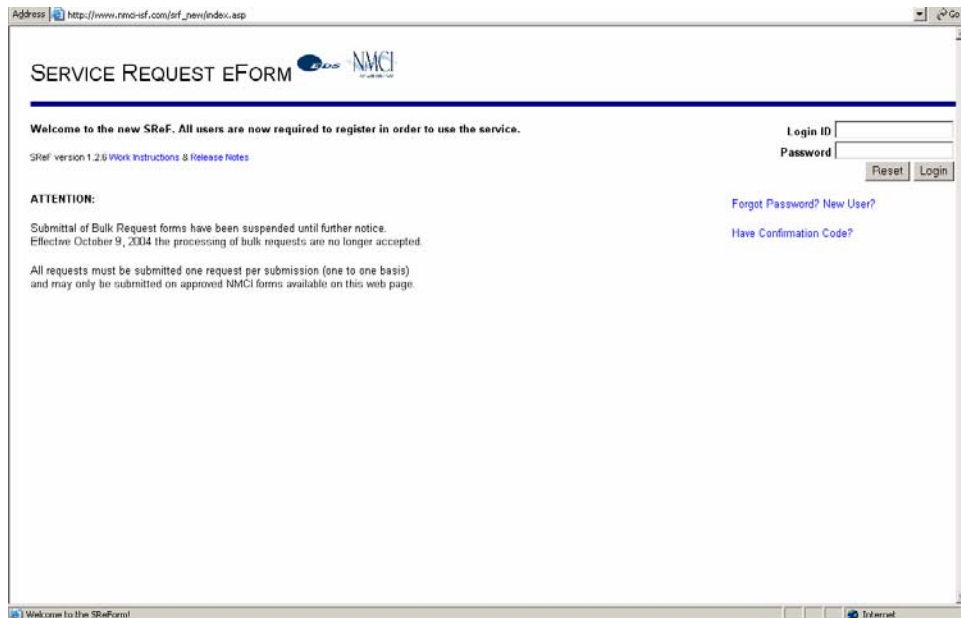 Address http://www.nmci-isf.com/srf_new/index.asp Go
SERVICE REQUEST EFORM EDS NMCI
Welcome to the new SReF. All users are now required to register in order to use the service.
Login ID
SReF version 1.2.6 Work Instructions & Release Notes
Password
Reset Login
ATTENTION:
Forgot Password? New User?
Submittal of Bulk Request forms have been suspended until further notice.
Effective October 9, 2004 the processing of bulk requests are no longer accepted.
Have Confirmation Code?
All requests must be submitted one request per submission (one to one basis)
and may only be submitted on approved NMCI forms available on this web page.
Welcome to the SReForm! Internet